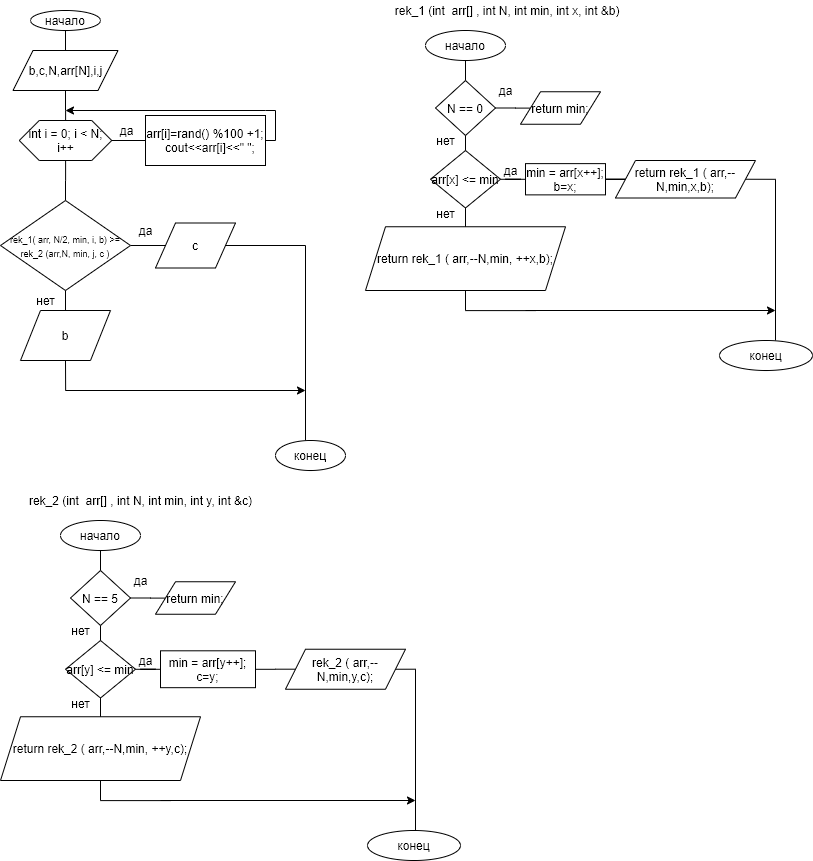 начало
b,c,N,arr[N],i,j
int i = 0; i < N;
i++
да
arr[i]=rand() %100 +1;
cout<<arr[i]<<" ";
rek_1( arr, N/2, min, i, b) >=
rek_2 (arr,N, min, j, c )
да
c
нет
b
конец
rek_1 (int  arr[] , int N, int min, int x, int &b)
начало
N == 0
да
return min;
нет
arr[x] <= min
да
min = arr[x++];
b=x;
return rek_1 ( arr,--
N,min,x,b);
нет
return rek_1 ( arr,--N,min, ++x,b);
конец
rek_2 (int  arr[] , int N, int min, int y, int &c)
начало
N == 5
да
return min;
нет
arr[y] <= min
да
min = arr[y++];
c=y;
rek_2 ( arr,--
N,min,y,c);
нет
return rek_2 ( arr,--N,min, ++y,c);
конец